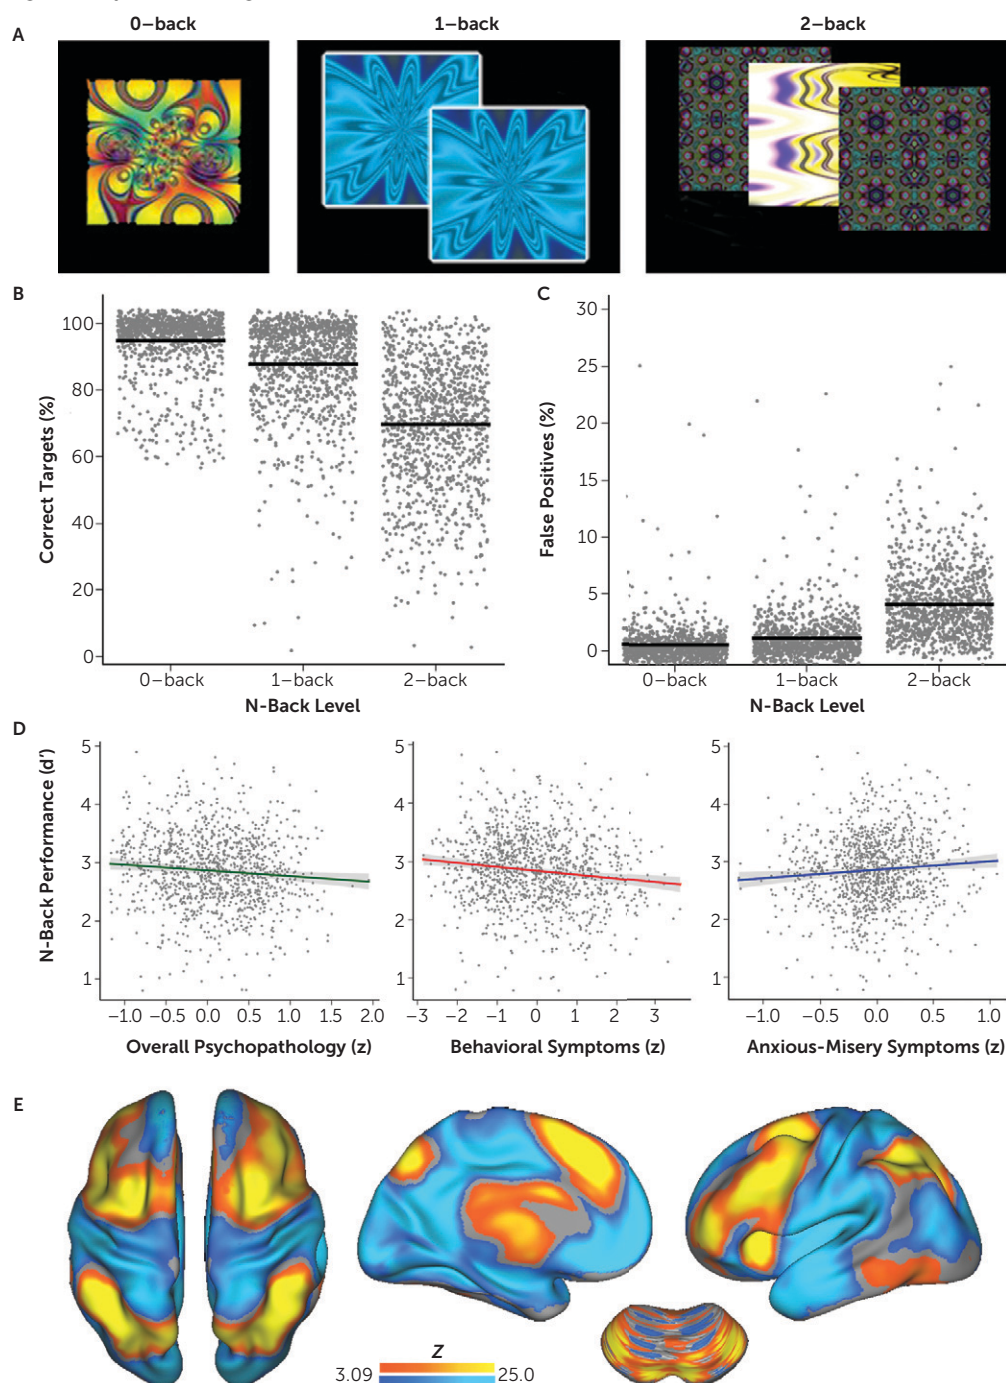 0–back 1–back 2–back
A
B
Correct Targets (%)
100
80
60
40
20
0
0–back 1–back 2–back
N-Back Level
C
False Positives (%)
30
25
20
15
10
5
0
0–back 1–back 2–back
N-Back Level
D
N-Back Performance (d′)
5
4
3
2
1
−1.0 −0.5 0.0 0.5 1.0 1.5 2.0
Overall Psychopathology (z)
5
4
3
2
1
−3 −2 −1 0 1 2 3
Behavioral Symptoms (z)
5
4
3
2
1
−1.0 −0.5 0.0 0.5 1.0
Anxious-Misery Symptoms (z)
E
Z
3.09 25.0